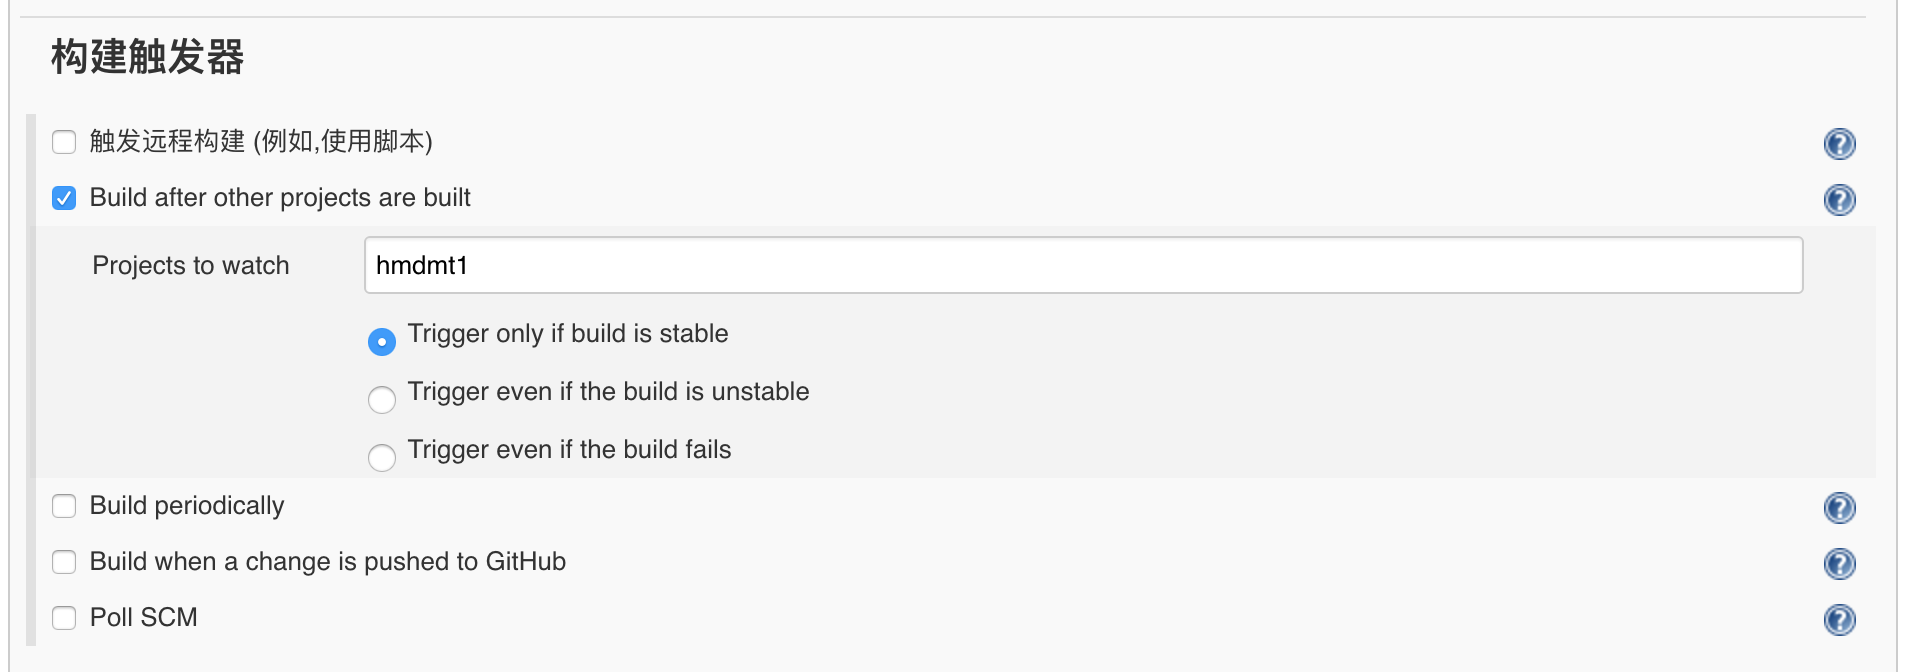 构建触发器
触发远程构建 (例如,使用脚本)
Build after other projects are built
Projects to watch
hmdmt1
Trigger only if build is stable
Trigger even if the build is unstable
Trigger even if the build fails
Build periodically
Build when a change is pushed to GitHub
Poll SCM